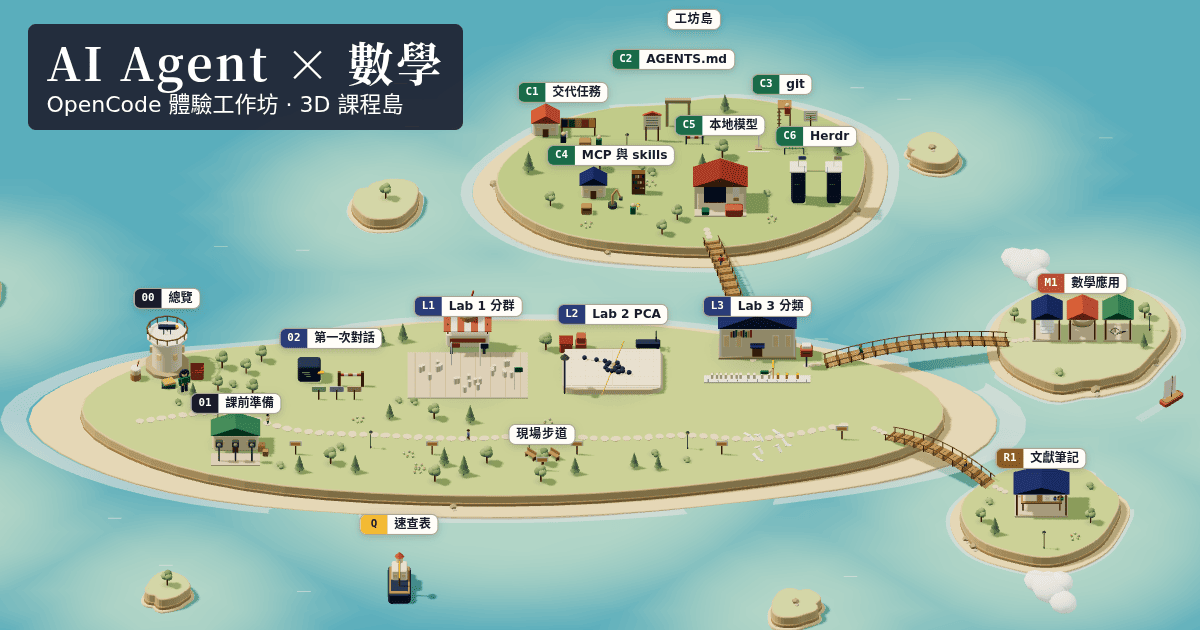 AI Agent × 數學
OpenCode 體驗工作坊 · 3D 課程島
工坊島
C2 AGENTS.md
C3 git
C1 交代任務
C5 本地模型
C6 Herdr
C4 MCP 與 skills
M1 數學應用
00 總覽
L1 Lab 1 分群
L2 Lab 2 PCA
L3 Lab 3 分類
02 第一次對話
01 課前準備
現場步道
R1 文獻筆記
Q 速查表